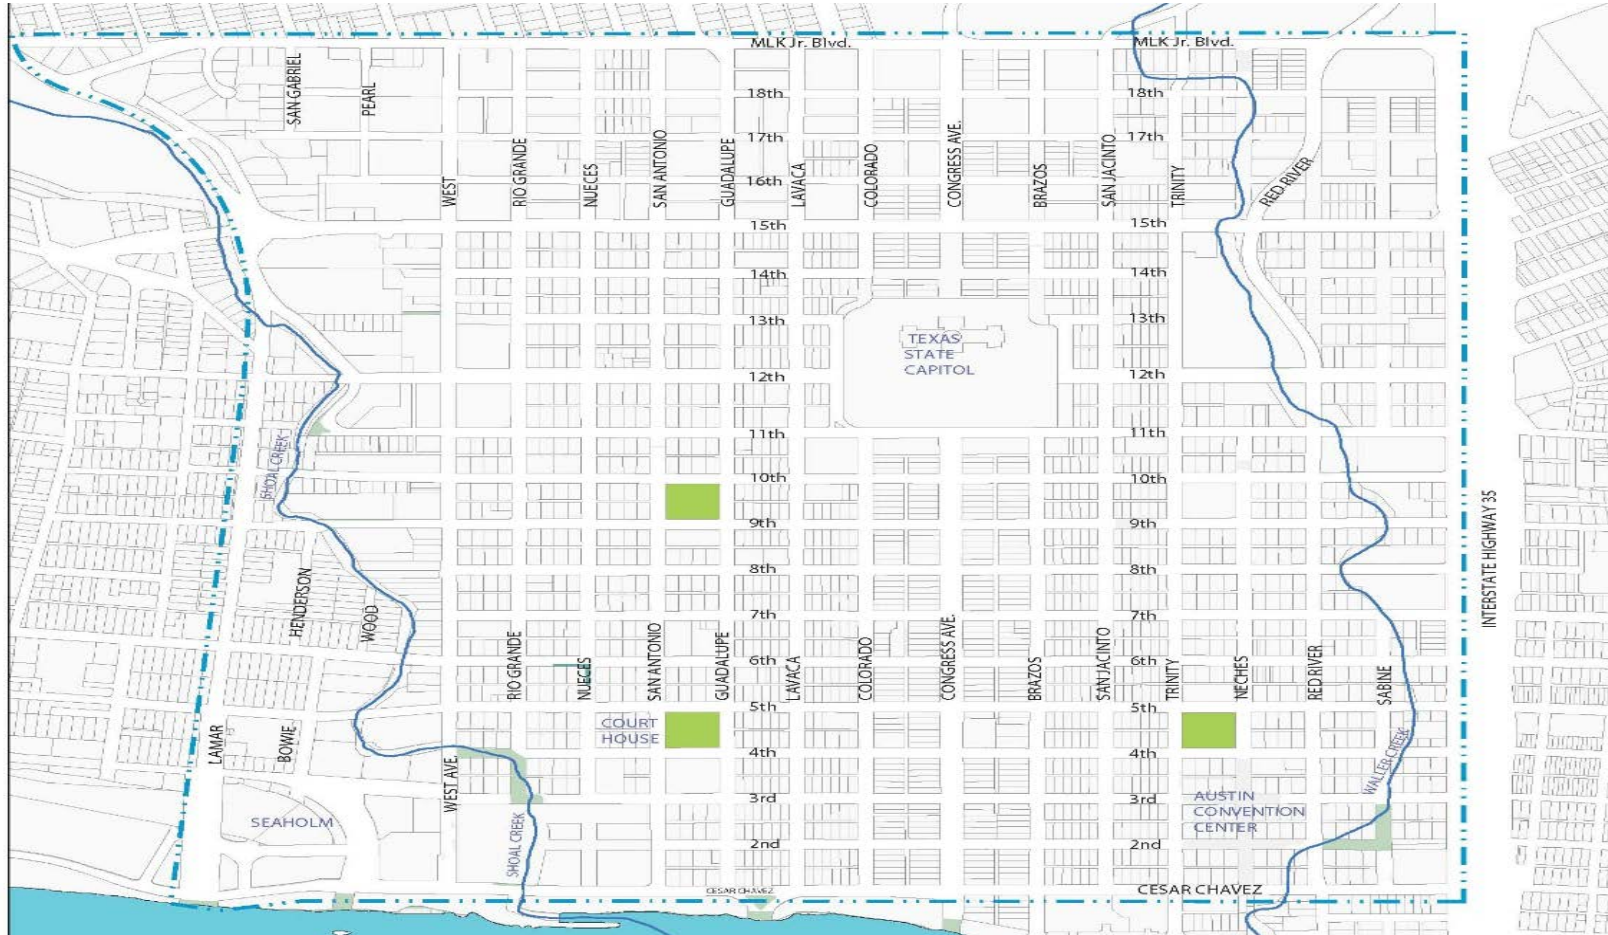 MLK Jr. Blvd.
MLK Jr. Blvd.
SAN GABRIEL
PEARL
18th
18th
17th
17th
WEST
RIO GRANDE
NUECES
SAN ANTONIO
GUADALUPE
LAVACA
COLORADO
CONGRESS AVE.
BRAZOS
SAN JACINTO
TRINITY
RED RIVER
16th
16th
15th
15th
14th
14th
13th
13th
TEXAS
STATE
CAPITOL
12th
12th
11th
11th
SHOAL CREEK
10th
10th
9th
9th
INTERSTATE HIGHWAY 35
8th
8th
HENDERSON
WOOD
7th
7th
RIO GRANDE
NUECES
SAN ANTONIO
GUADALUPE
LAVACA
COLORADO
CONGRESS AVE.
BRAZOS
SAN JACINTO
TRINITY
NECHES
RED RIVER
SABINE
6th
6th
5th
5th
COURT
HOUSE
LAMAR
BOWIE
4th
4th
WALLER CREEK
WEST AVE.
3rd
3rd
AUSTIN
CONVENTION
CENTER
SEAHOLM
SHOAL CREEK
2nd
2nd
CESAR CHAVEZ
CESAR CHAVEZ